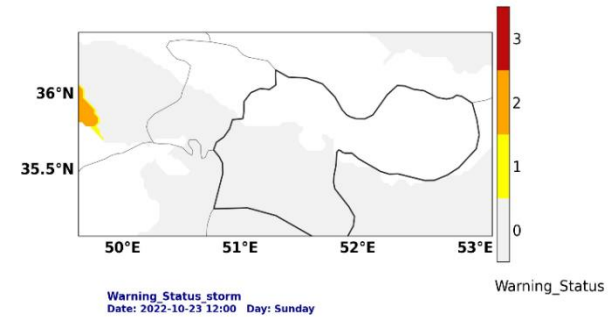 3
36°N
2
1
35.5°N
0
50°E 51°E 52°E 53°E
Warning_Status
Warning_Status_storm
Date: 2022-10-23 12:00 Day: Sunday